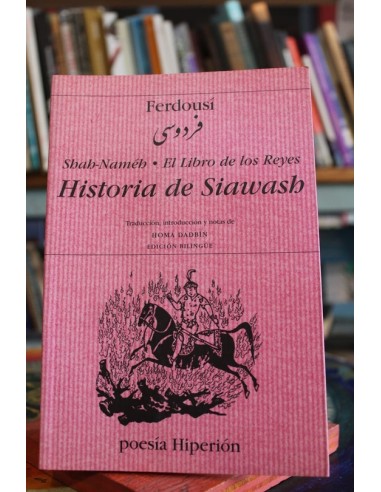 Ferdousí
فردوسی
Shah-Naméh • El Libro de los Reyes
Historia de Siawash
Traducción, introducción y notas de
HOMA DADBIN
EDICIÓN BILINGÜE
poesía Hiperión